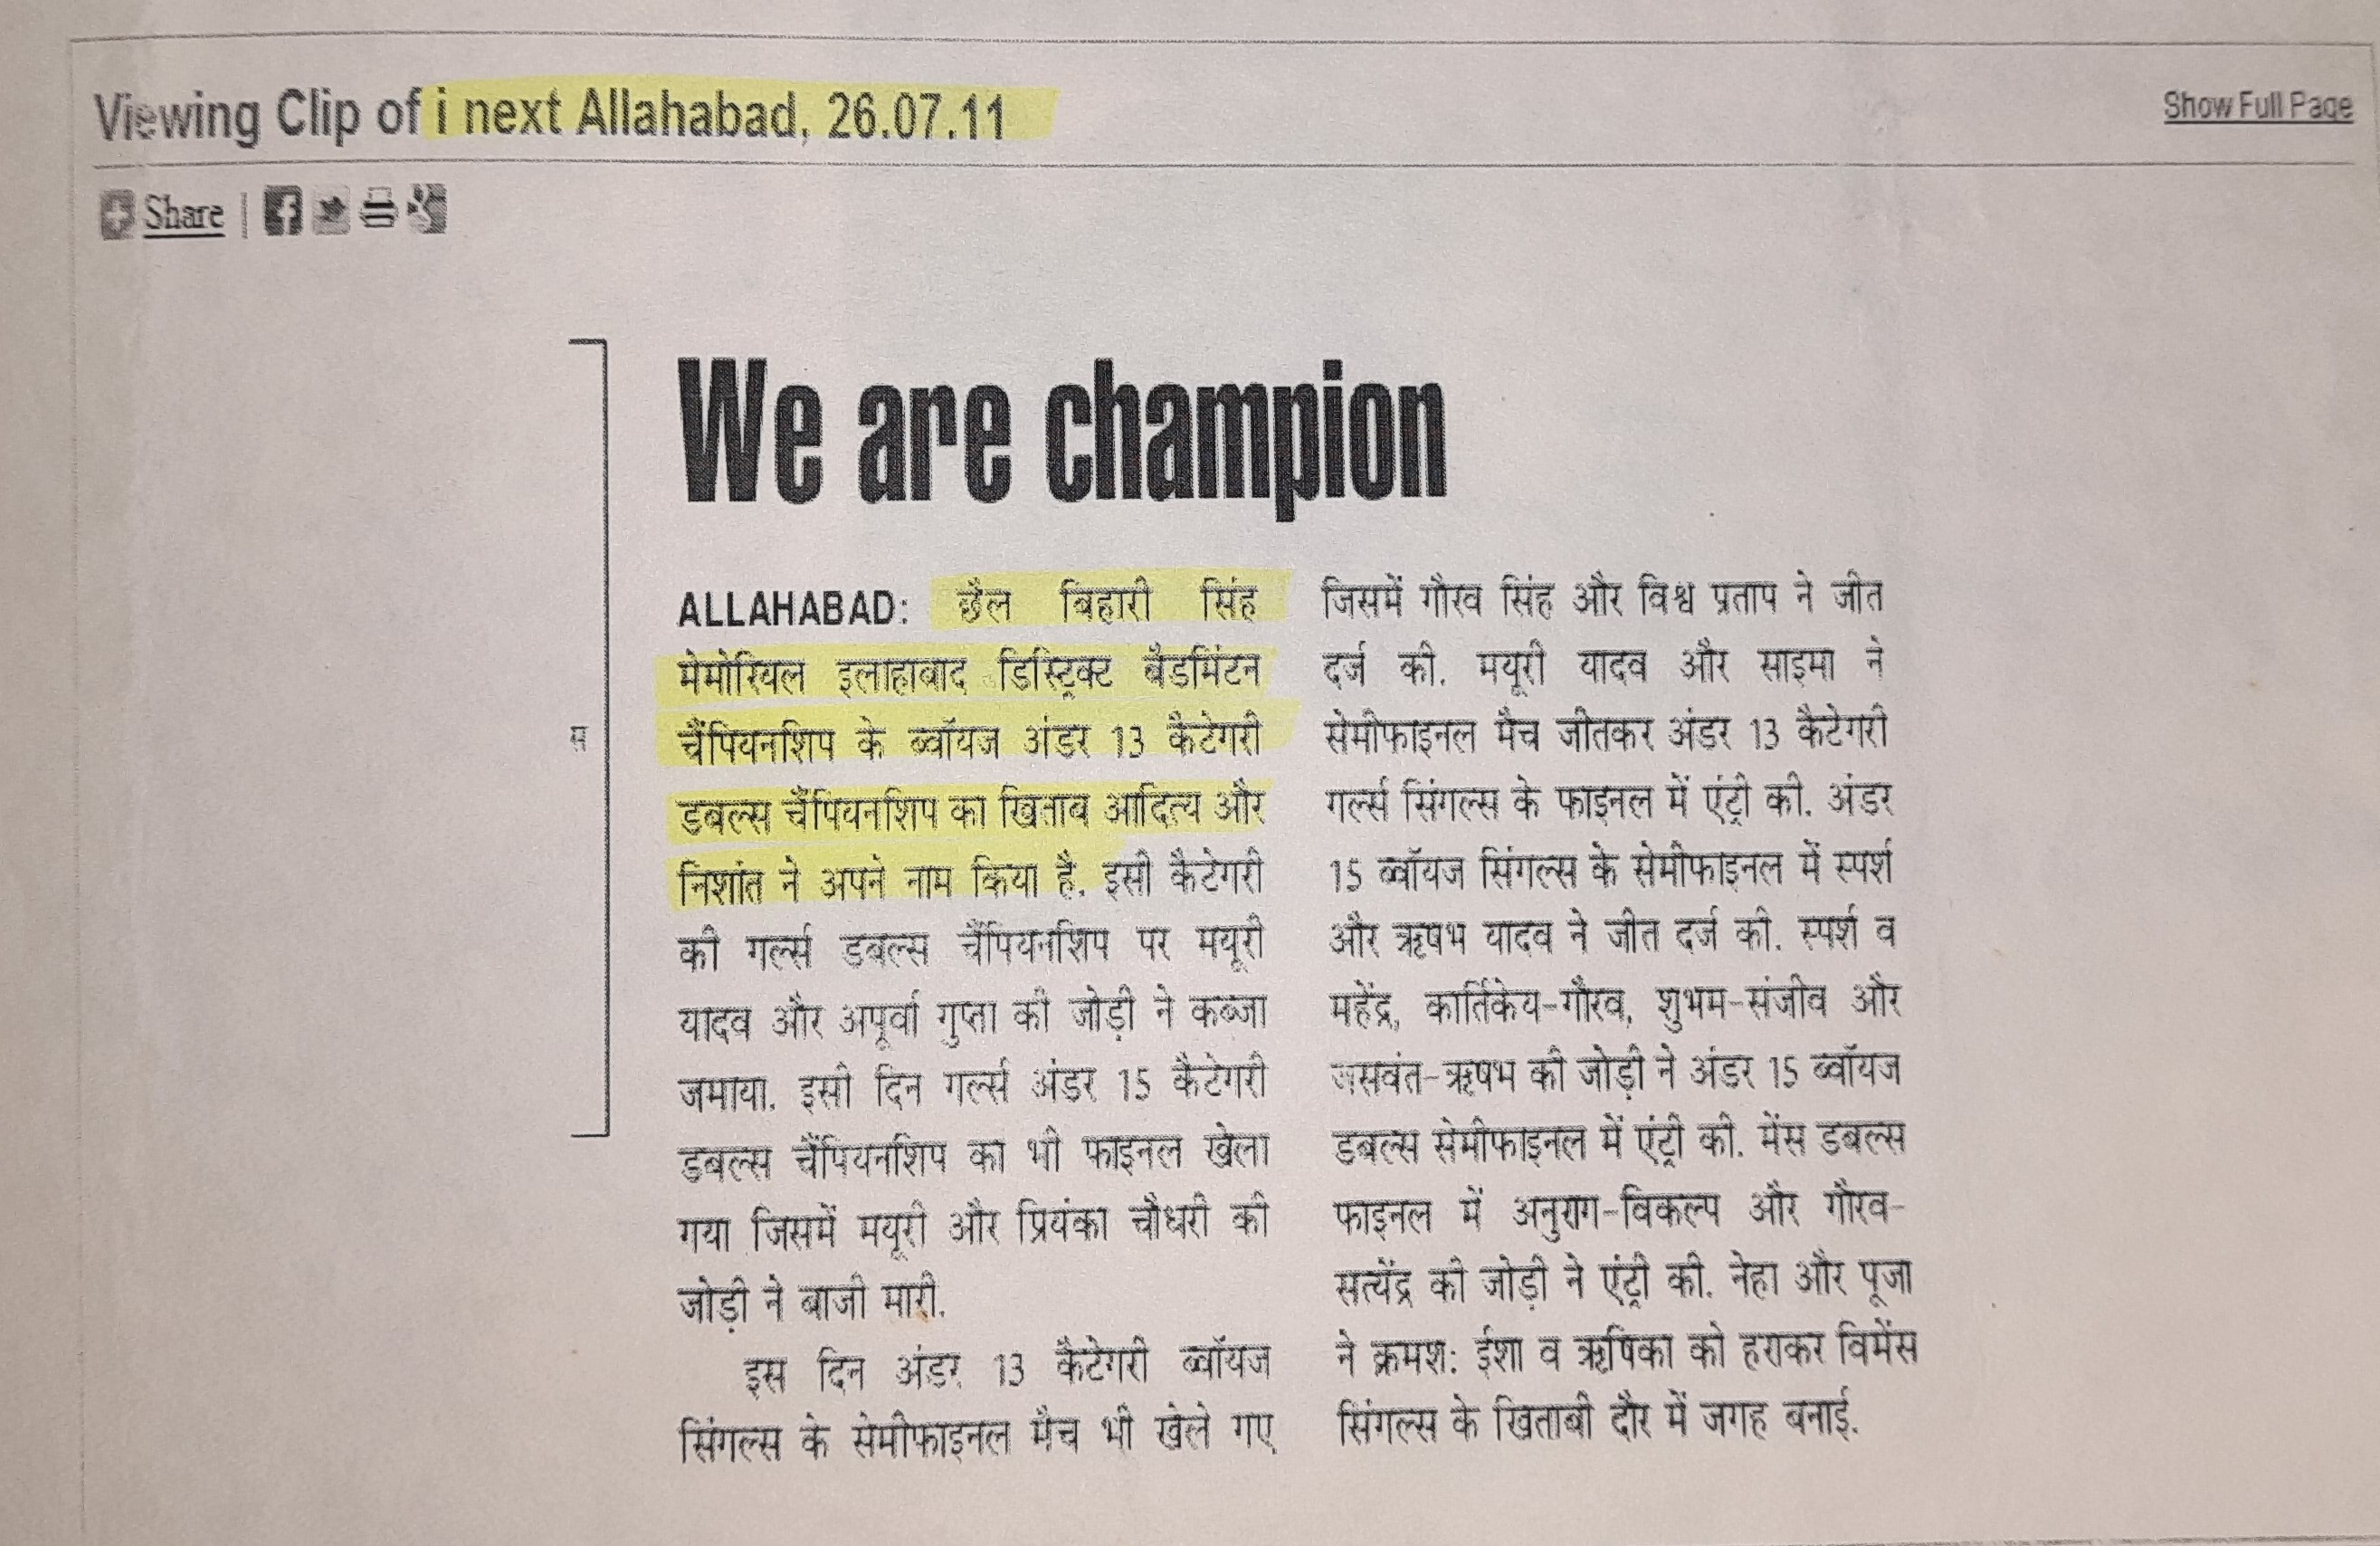 Viewing Clip of i next Allahabad, 26.07.11
Show Full Page
Share |
We are champion
स
ALLAHABAD: छैल बिहारी सिंह
मेमोरियल इलाहाबाद डिस्ट्रिक्ट बैडमिंटन
चैंपियनशिप के ब्वॉयज अंडर 13 कैटेगरी
डबल्स चैंपियनशिप का खिताब आदित्य और
निशांत ने अपने नाम किया है. इसी कैटेगरी
की गर्ल्स डबल्स चैंपियनशिप पर मयूरी
यादव और अपूर्वा गुप्ता की जोड़ी ने कब्जा
जमाया. इसी दिन गर्ल्स अंडर 15 कैटेगरी
डबल्स चैंपियनशिप का भी फाइनल खेला
गया जिसमें मयूरी और प्रियंका चौधरी की
जोड़ी ने बाजी मारी.
इस दिन अंडर 13 कैटेगरी ब्वॉयज
सिंगल्स के सेमीफाइनल मैच भी खेले गए
जिसमें गौरव सिंह और विश्व प्रताप ने जीत
दर्ज की. मयूरी यादव और साइमा ने
सेमीफाइनल मैच जीतकर अंडर 13 कैटेगरी
गर्ल्स सिंगल्स के फाइनल में एंट्री की. अंडर
15 ब्वॉयज सिंगल्स के सेमीफाइनल में स्पर्श
और ऋषभ यादव ने जीत दर्ज की. स्पर्श व
महेंद्र, कार्तिकेय-गौरव, शुभम-संजीव और
जसवंत-ऋषभ की जोड़ी ने अंडर 15 ब्वॉयज
डबल्स सेमीफाइनल में एंट्री की. मेंस डबल्स
फाइनल में अनुराग-विकल्प और गौरव-
सत्येंद्र की जोड़ी ने एंट्री की. नेहा और पूजा
ने क्रमश: ईशा व ऋषिका को हराकर विमेंस
सिंगल्स के खिताबी दौर में जगह बनाई.